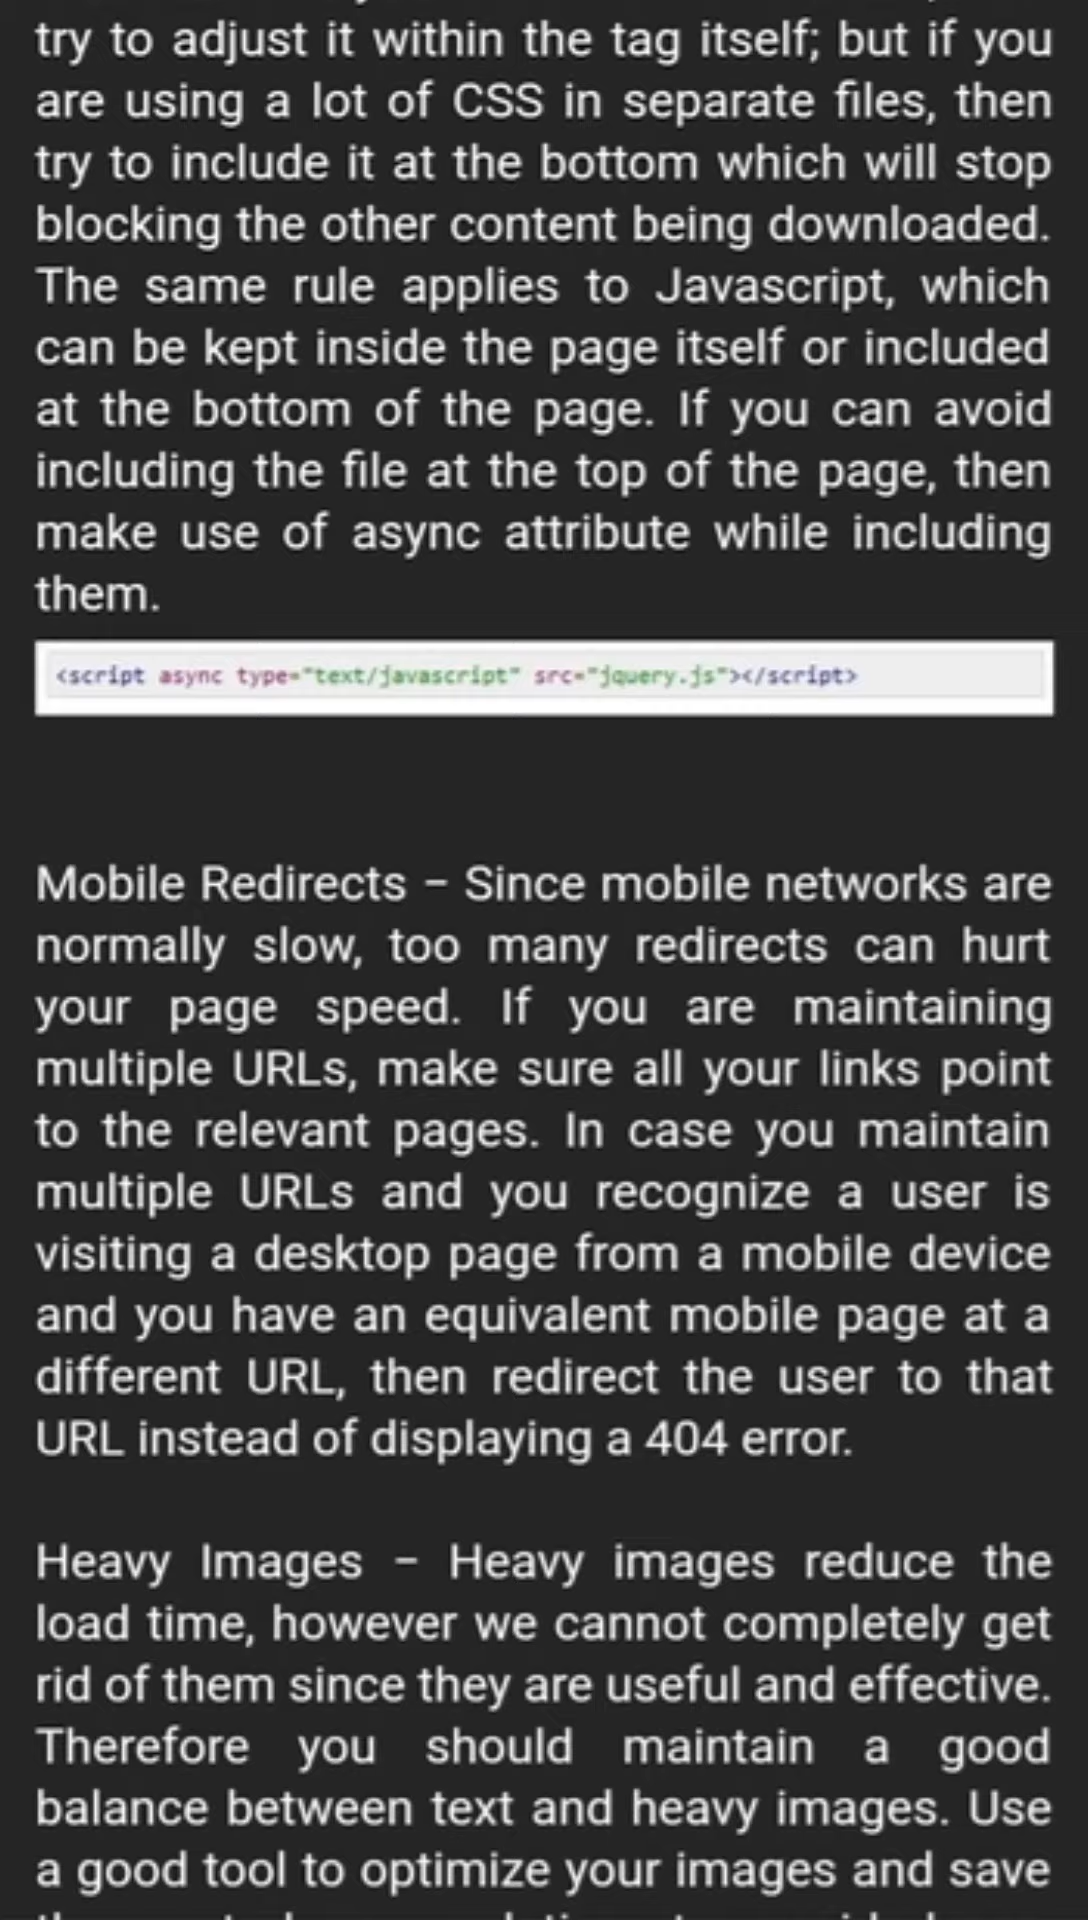 try to adjust it within the tag itself; but if you
are using a lot of CSS in separate files, then
try to include it at the bottom which will stop
blocking the other content being downloaded.
The same rule applies to Javascript, which
can be kept inside the page itself or included
at the bottom of the page. If you can avoid
including the file at the top of the page, then
make use of async attribute while including
them.
<script async type="text/javascript" src="jquery.js"></script>
Mobile Redirects – Since mobile networks are
normally slow, too many redirects can hurt
your page speed. If you are maintaining
multiple URLs, make sure all your links point
to the relevant pages. In case you maintain
multiple URLs and you recognize a user is
visiting a desktop page from a mobile device
and you have an equivalent mobile page at a
different URL, then redirect the user to that
URL instead of displaying a 404 error.
Heavy Images – Heavy images reduce the
load time, however we cannot completely get
rid of them since they are useful and effective.
Therefore you should maintain a good
balance between text and heavy images. Use
a good tool to optimize your images and save